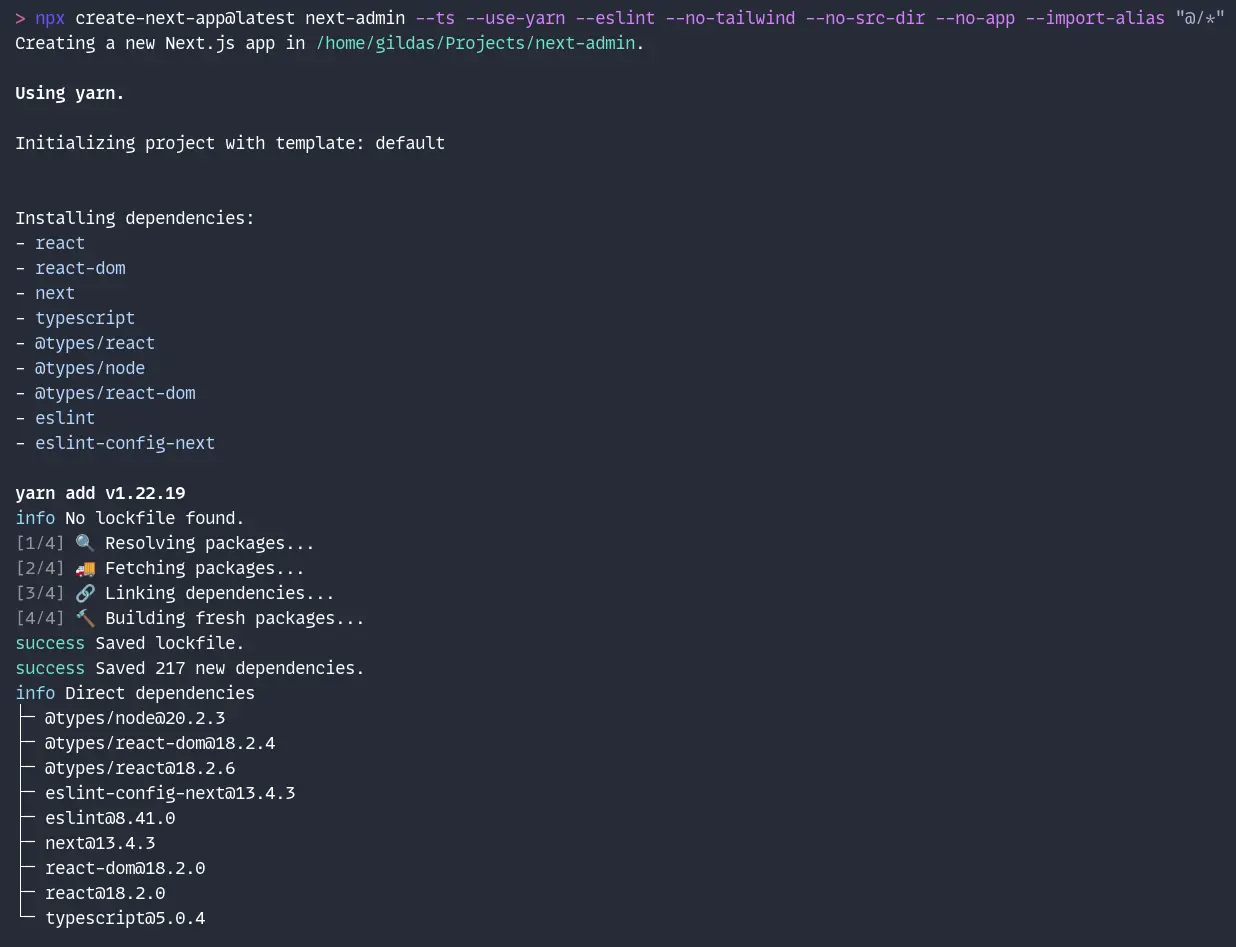 > npx create-next-app@latest next-admin --ts --use-yarn --eslint --no-tailwind --no-src-dir --no-app --import-alias "@/*"
Creating a new Next.js app in /home/gildas/Projects/next-admin.
Using yarn.
Initializing project with template: default
Installing dependencies:
- react
- react-dom
- next
- typescript
- @types/react
- @types/node
- @types/react-dom
- eslint
- eslint-config-next
yarn add v1.22.19
info No lockfile found.
[1/4] 🔍 Resolving packages...
[2/4] 🚚 Fetching packages...
[3/4] 🔗 Linking dependencies...
[4/4] 🔨 Building fresh packages...
success Saved lockfile.
success Saved 217 new dependencies.
info Direct dependencies
├─ @types/node@20.2.3
├─ @types/react-dom@18.2.4
├─ @types/react@18.2.6
├─ eslint-config-next@13.4.3
├─ eslint@8.41.0
├─ next@13.4.3
├─ react-dom@18.2.0
├─ react@18.2.0
└─ typescript@5.0.4